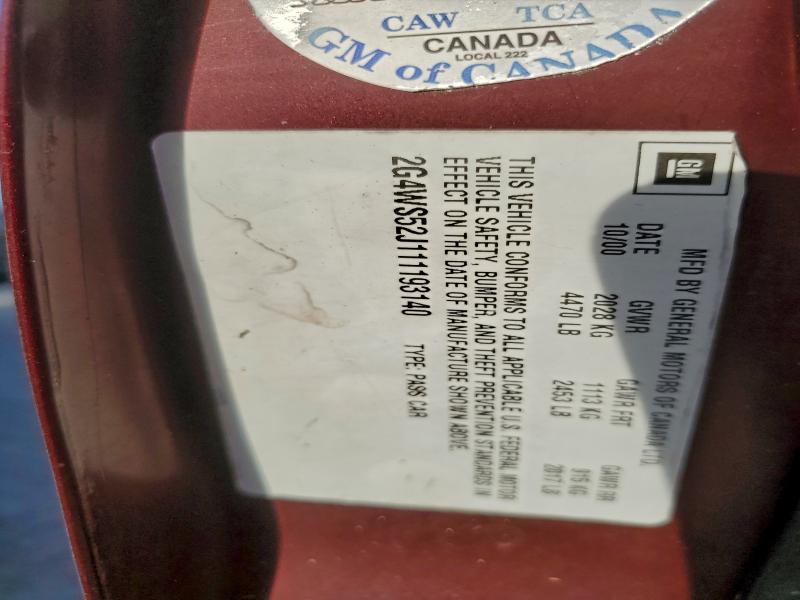 CAW TCA
CANADA
LOCAL 222
GM of CANADA
GM
MFD BY GENERAL MOTORS OF CANADA LTD.
DATE GVWR GAWR FRT GAWR RR
10/00 2028 KG 1113 KG 915 KG
4470 LB 2453 LB 2017 LB
THIS VEHICLE CONFORMS TO ALL APPLICABLE U.S. FEDERAL MOTOR
VEHICLE SAFETY, BUMPER, AND THEFT PREVENTION STANDARDS IN
EFFECT ON THE DATE OF MANUFACTURE SHOWN ABOVE.
2G4WS52J111193140 TYPE: PASS CAR